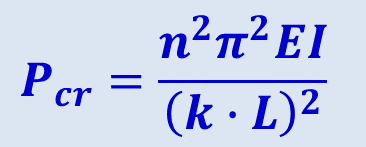 P_cr = n²π²EI / (k · L)²